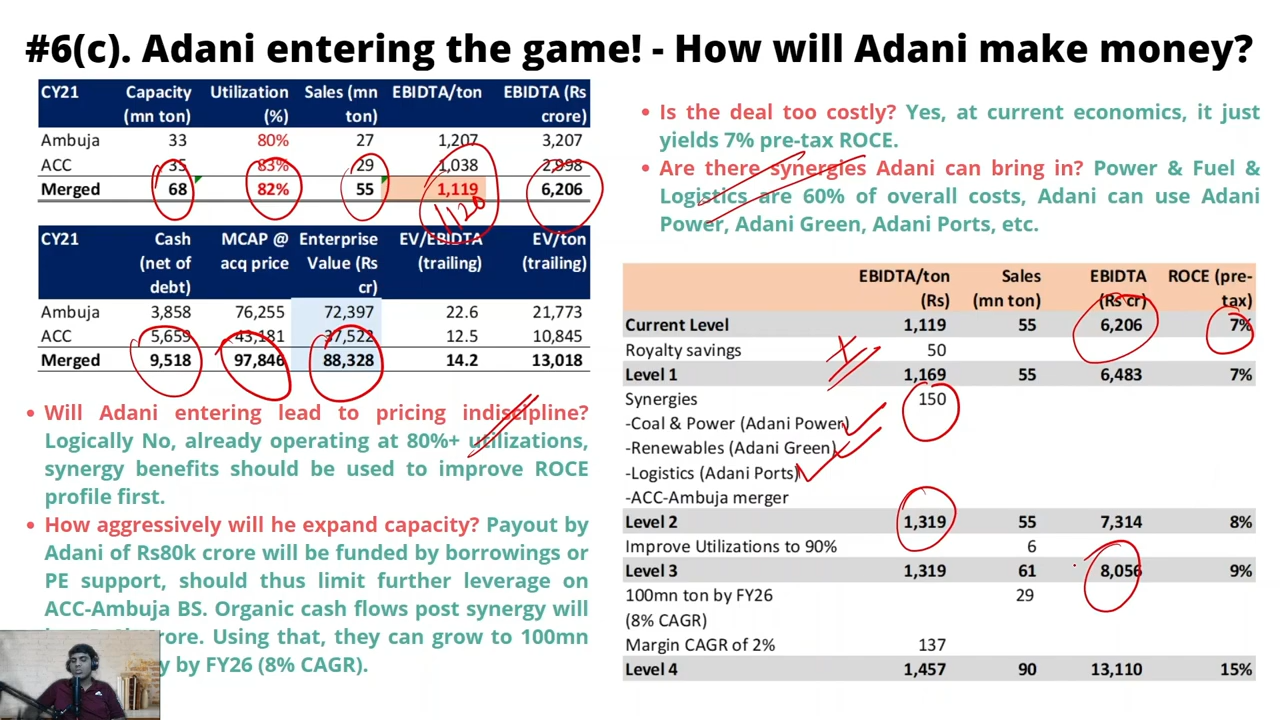 #6(c). Adani entering the game! - How will Adani make money?
CY21 Capacity (mn ton) Utilization (%) Sales (mn ton) EBIDTA/ton EBIDTA (Rs crore)
Ambuja 33 80% 27 1,207 3,207
ACC 35 83% 29 1,038 2,998
Merged 68 82% 55 1,119 6,206
1120
CY21 Cash (net of debt) MCAP @ acq price Enterprise Value (Rs cr) EV/EBIDTA (trailing) EV/ton (trailing)
Ambuja 3,858 76,255 72,397 22.6 21,773
ACC 5,659 43,181 37,522 12.5 10,845
Merged 9,518 97,846 88,328 14.2 13,018
• Will Adani entering lead to pricing indiscipline?
Logically No, already operating at 80%+ utilizations,
synergy benefits should be used to improve ROCE
profile first.
• How aggressively will he expand capacity? Payout by
Adani of Rs80k crore will be funded by borrowings or
PE support, should thus limit further leverage on
ACC-Ambuja BS. Organic cash flows post synergy will
crore. Using that, they can grow to 100mn
by FY26 (8% CAGR).
• Is the deal too costly? Yes, at current economics, it just
yields 7% pre-tax ROCE.
• Are there synergies Adani can bring in? Power & Fuel &
Logistics are 60% of overall costs, Adani can use Adani
Power, Adani Green, Adani Ports, etc.
EBIDTA/ton (Rs) Sales (mn ton) EBIDTA (Rs cr) ROCE (pre-tax)
Current Level 1,119 55 6,206 7%
Royalty savings 50
Level 1 1,169 55 6,483 7%
Synergies 150
-Coal & Power (Adani Power)
-Renewables (Adani Green)
-Logistics (Adani Ports)
-ACC-Ambuja merger
Level 2 1,319 55 7,314 8%
Improve Utilizations to 90% 6
Level 3 1,319 61 8,056 9%
100mn ton by FY26 29
(8% CAGR)
Margin CAGR of 2% 137
Level 4 1,457 90 13,110 15%